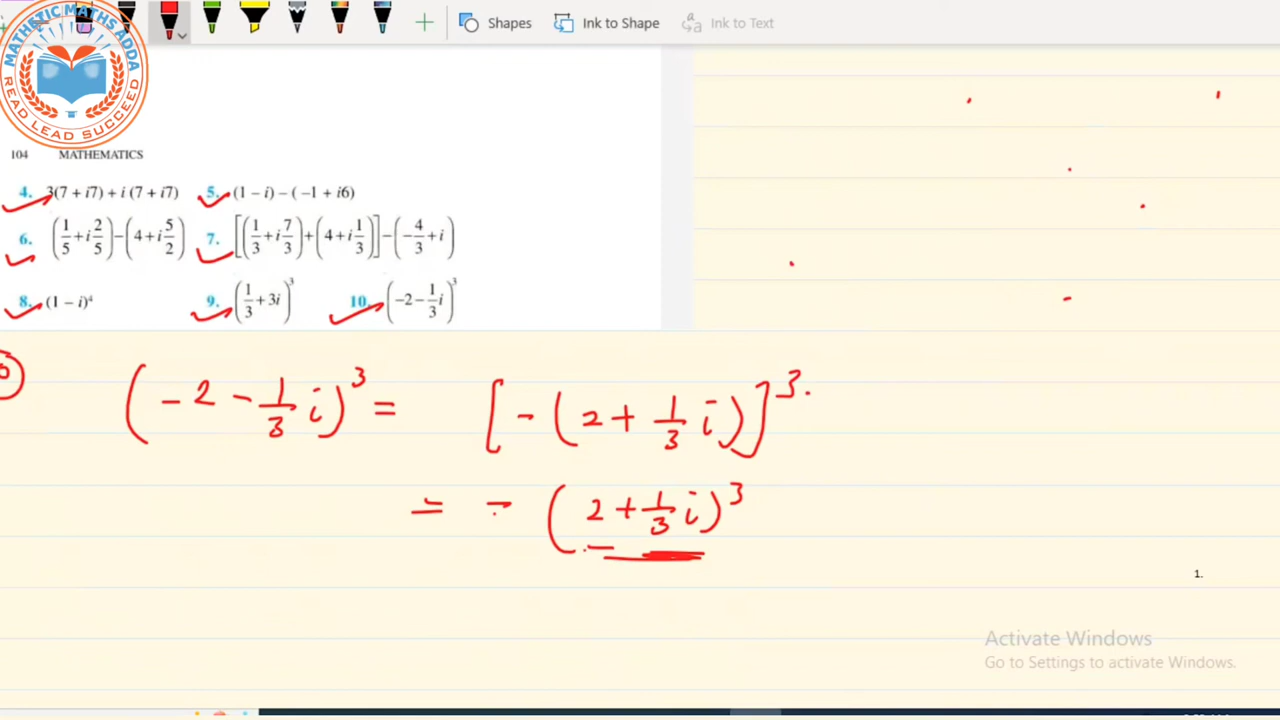 Shapes Ink to Shape Ink to Text
MATHETIC MATHS ADDA
READ LEAD SUCCEED
104 MATHEMATICS
4. 3(7 + i7) + i (7 + i7) 5. (1 – i) – ( –1 + i6)
6. (1/5 + i 2/5) – (4 + i 5/2) 7. [(1/3 + i 7/3) + (4 + i 1/3)] – (–4/3 + i)
8. (1 – i)⁴ 9. (1/3 + 3i)³ 10. (–2 – 1/3 i)³
(-2 - 1/3 i)³ = [-(2 + 1/3 i)]³.
= - (2 + 1/3 i)³
1.
Activate Windows
Go to Settings to activate Windows.